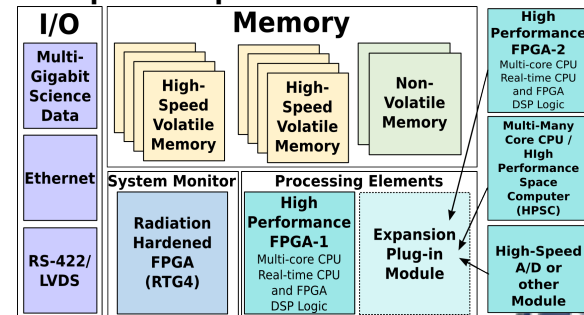 I/O
Multi-
Gigabit
Science
Data
Ethernet
RS-422/
LVDS
Memory
High-
Speed
Volatile
Memory
High-
Speed
Volatile
Memory
Non-
Volatile
Memory
System Monitor
Radiation
Hardened
FPGA
(RTG4)
Processing Elements
High
Performance
FPGA-1
Multi-core CPU
Real-time CPU
and FPGA
DSP Logic
Expansion
Plug-in
Module
High
Performance
FPGA-2
Multi-core CPU
Real-time CPU
and FPGA
DSP Logic
Multi-Many
Core CPU /
HIgh
Performance
Space
Computer
(HPSC)
High-Speed
A/D or
other
Module